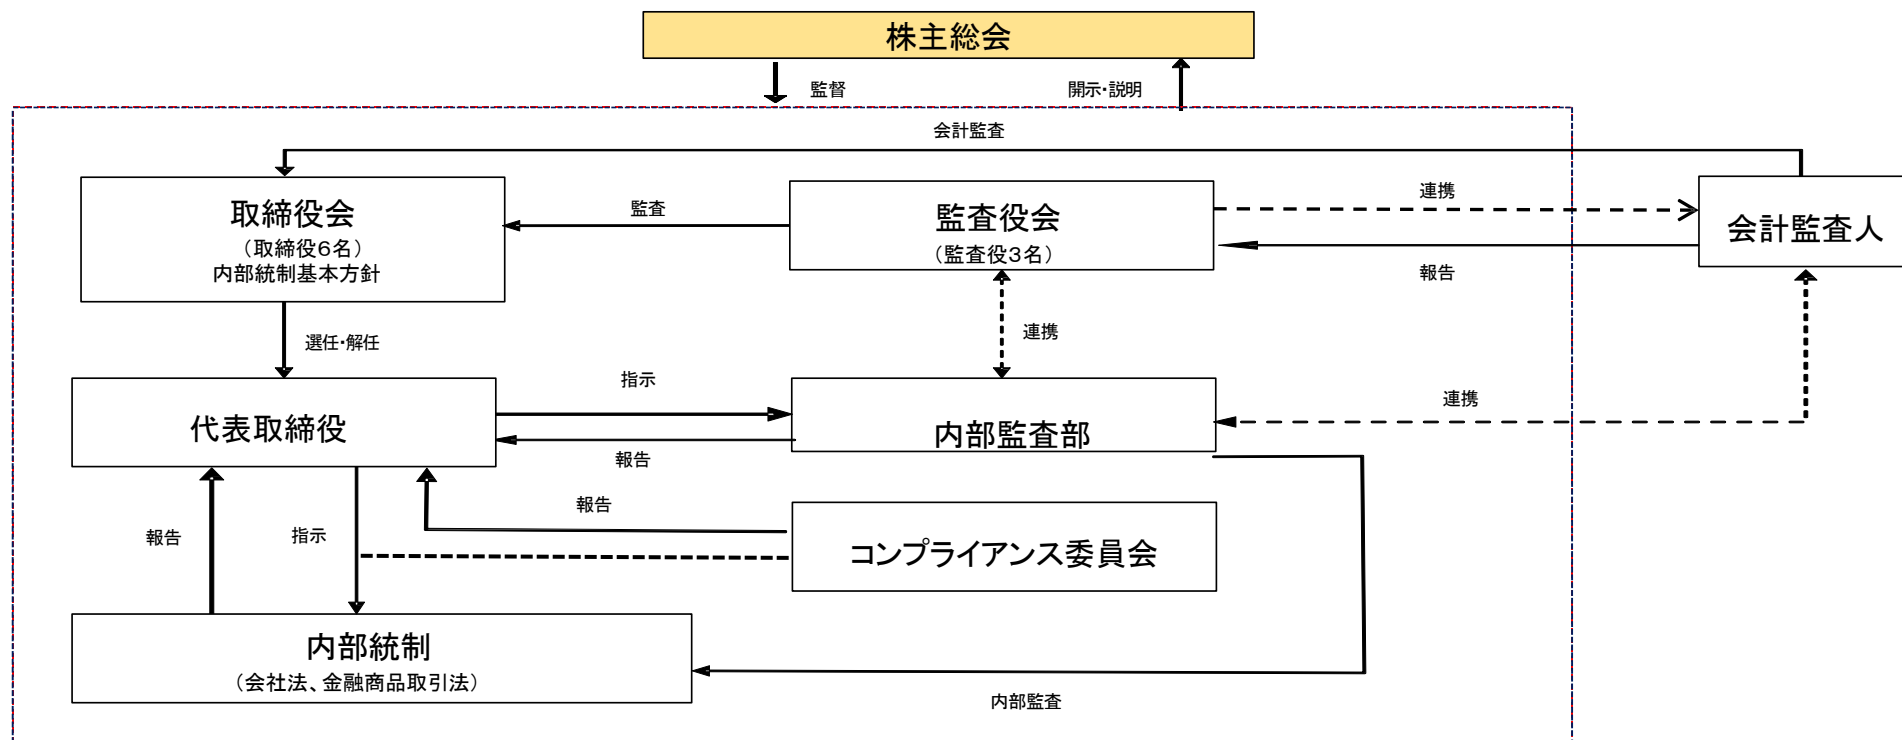 株主総会
監督
開示・説明
会計監査
取締役会
（取締役6名）
内部統制基本方針
監査
監査役会
（監査役3名）
連携
会計監査人
報告
選任・解任
連携
指示
代表取締役
内部監査部
連携
報告
報告
報告
指示
コンプライアンス委員会
内部統制
（会社法、金融商品取引法）
内部監査